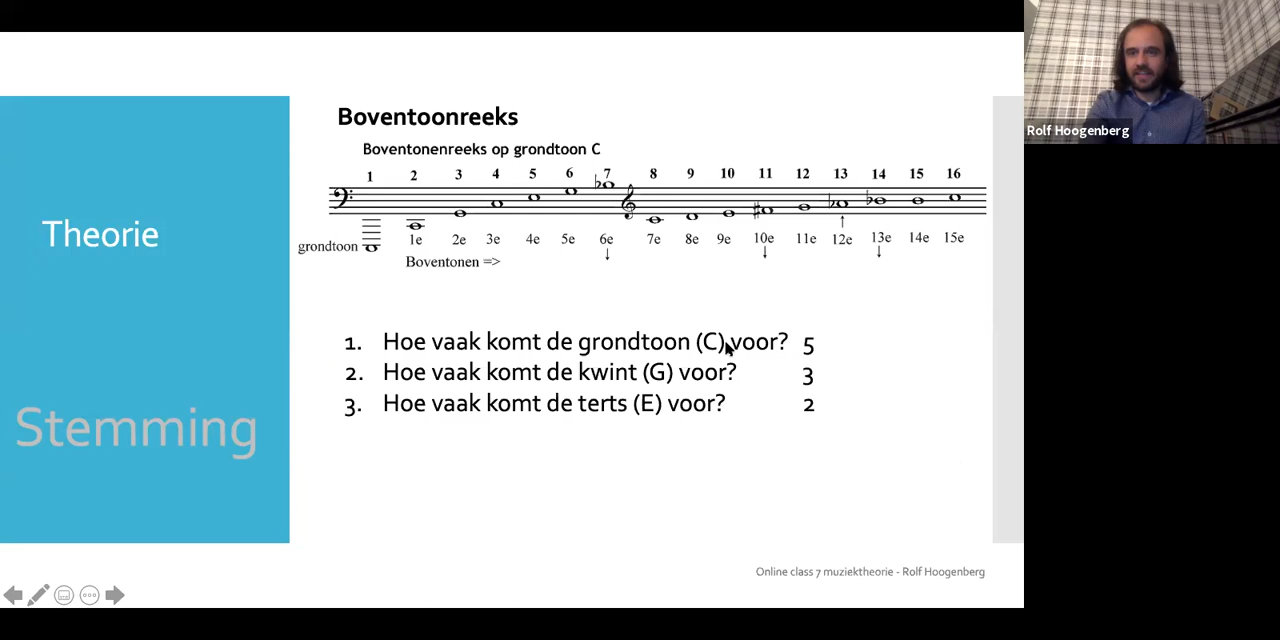 Rolf Hoogenberg
Boventoonreeks
Boventonenreeks op grondtoon C
1 2 3 4 5 6 7 8 9 10 11 12 13 14 15 16
grondtoon 1e 2e 3e 4e 5e 6e 7e 8e 9e 10e 11e 12e 13e 14e 15e
Boventonen =>
Theorie
Stemming
1. Hoe vaak komt de grondtoon (C) voor? 5
2. Hoe vaak komt de kwint (G) voor? 3
3. Hoe vaak komt de terts (E) voor? 2
Online class 7 muziektheorie - Rolf Hoogenberg